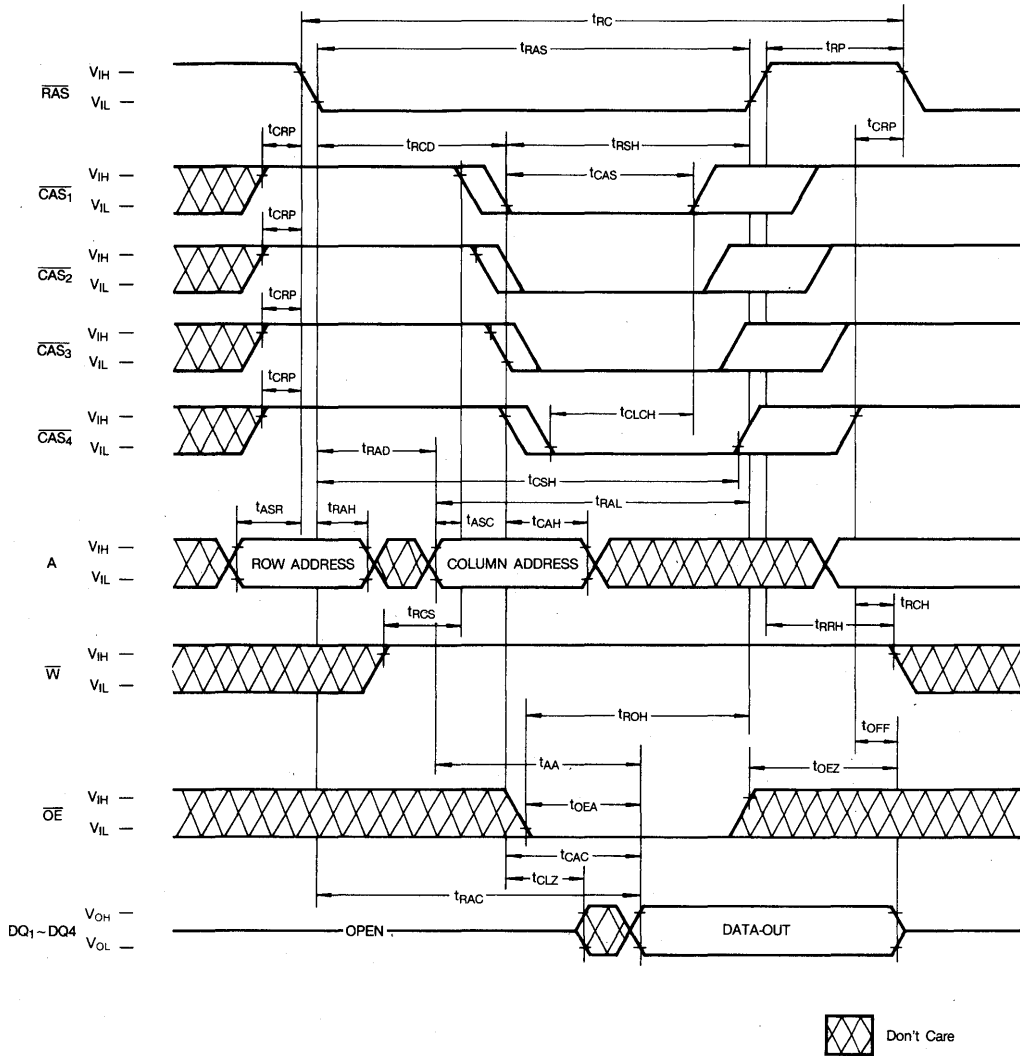 tRC
tRAS
tRP
RAS
VIH
VIL
tCRP
tRCD
tRSH
tCRP
CAS1
VIH
VIL
tCAS
tCRP
CAS2
VIH
VIL
tCRP
CAS3
VIH
VIL
tCRP
CAS4
VIH
VIL
tCLCH
tRAD
tCSH
tRAL
tASR
tRAH
tASC
tCAH
A
VIH
VIL
ROW ADDRESS
COLUMN ADDRESS
tRCS
tRCH
tRRH
W
VIH
VIL
tROH
tOFF
tAA
tOEZ
OE
VIH
VIL
tOEA
tCAC
tCLZ
tRAC
DQ1~DQ4
VOH
VOL
OPEN
DATA-OUT
Don't Care